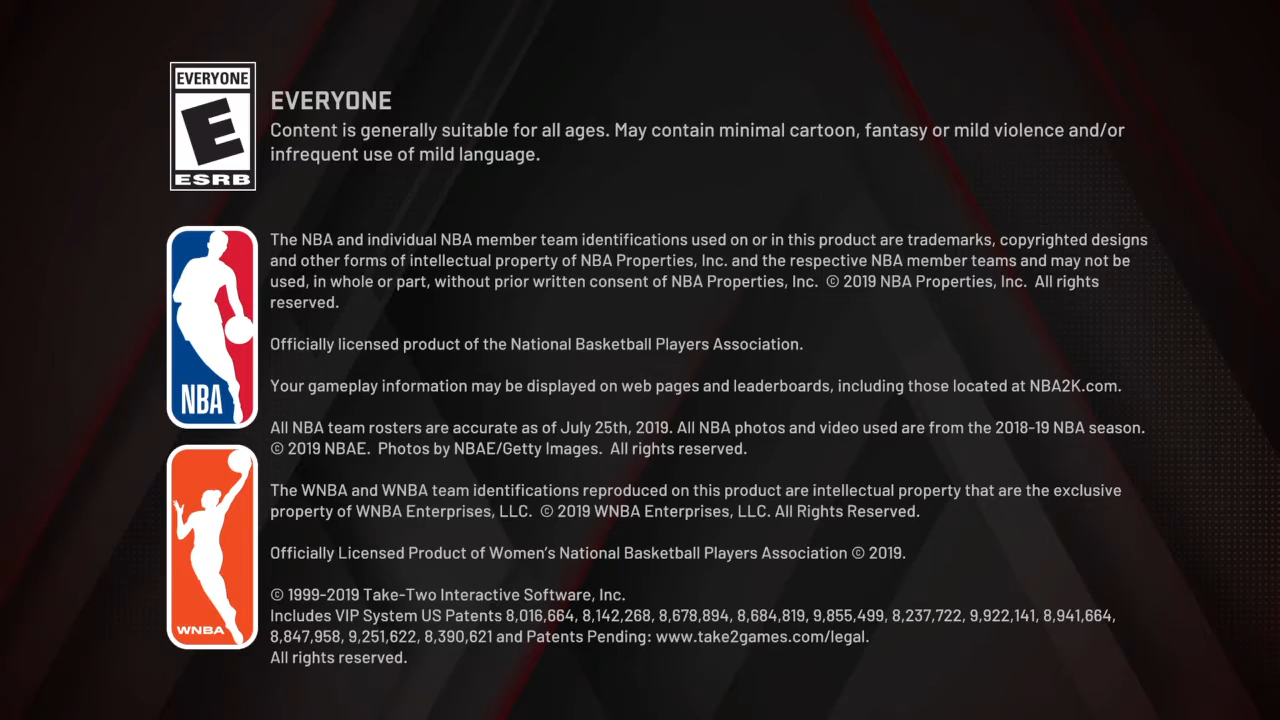 EVERYONE
E
ESRB
EVERYONE
Content is generally suitable for all ages. May contain minimal cartoon, fantasy or mild violence and/or
infrequent use of mild language.
NBA
The NBA and individual NBA member team identifications used on or in this product are trademarks, copyrighted designs
and other forms of intellectual property of NBA Properties, Inc. and the respective NBA member teams and may not be
used, in whole or part, without prior written consent of NBA Properties, Inc. © 2019 NBA Properties, Inc. All rights
reserved.
Officially licensed product of the National Basketball Players Association.
Your gameplay information may be displayed on web pages and leaderboards, including those located at NBA2K.com.
All NBA team rosters are accurate as of July 25th, 2019. All NBA photos and video used are from the 2018-19 NBA season.
© 2019 NBAE. Photos by NBAE/Getty Images. All rights reserved.
WNBA
The WNBA and WNBA team identifications reproduced on this product are intellectual property that are the exclusive
property of WNBA Enterprises, LLC. © 2019 WNBA Enterprises, LLC. All Rights Reserved.
Officially Licensed Product of Women's National Basketball Players Association © 2019.
© 1999-2019 Take-Two Interactive Software, Inc.
Includes VIP System US Patents 8,016,664, 8,142,268, 8,678,894, 8,684,819, 9,855,499, 8,237,722, 9,922,141, 8,941,664,
8,847,958, 9,251,622, 8,390,621 and Patents Pending: www.take2games.com/legal.
All rights reserved.